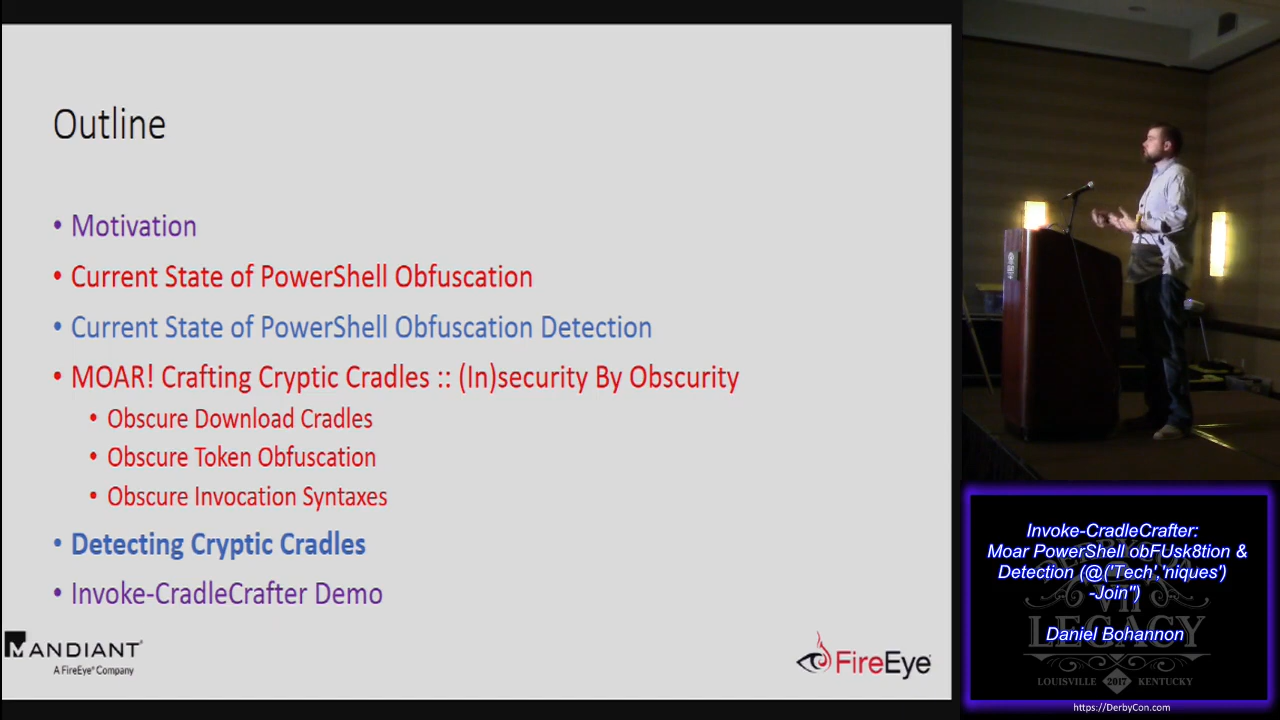 Outline
• Motivation
• Current State of PowerShell Obfuscation
• Current State of PowerShell Obfuscation Detection
• MOAR! Crafting Cryptic Cradles :: (In)security By Obscurity
• Obscure Download Cradles
• Obscure Token Obfuscation
• Obscure Invocation Syntaxes
• Detecting Cryptic Cradles
• Invoke-CradleCrafter Demo
MANDIANT®
A FireEye® Company
FireEye
Invoke-CradleCrafter:
Moar PowerShell obFUsk8tion &
Detection (@('Tech','niques')
-Join'')
Daniel Bohannon
DERBYCON
VII
LEGACY
LOUISVILLE 2017 KENTUCKY
https://DerbyCon.com